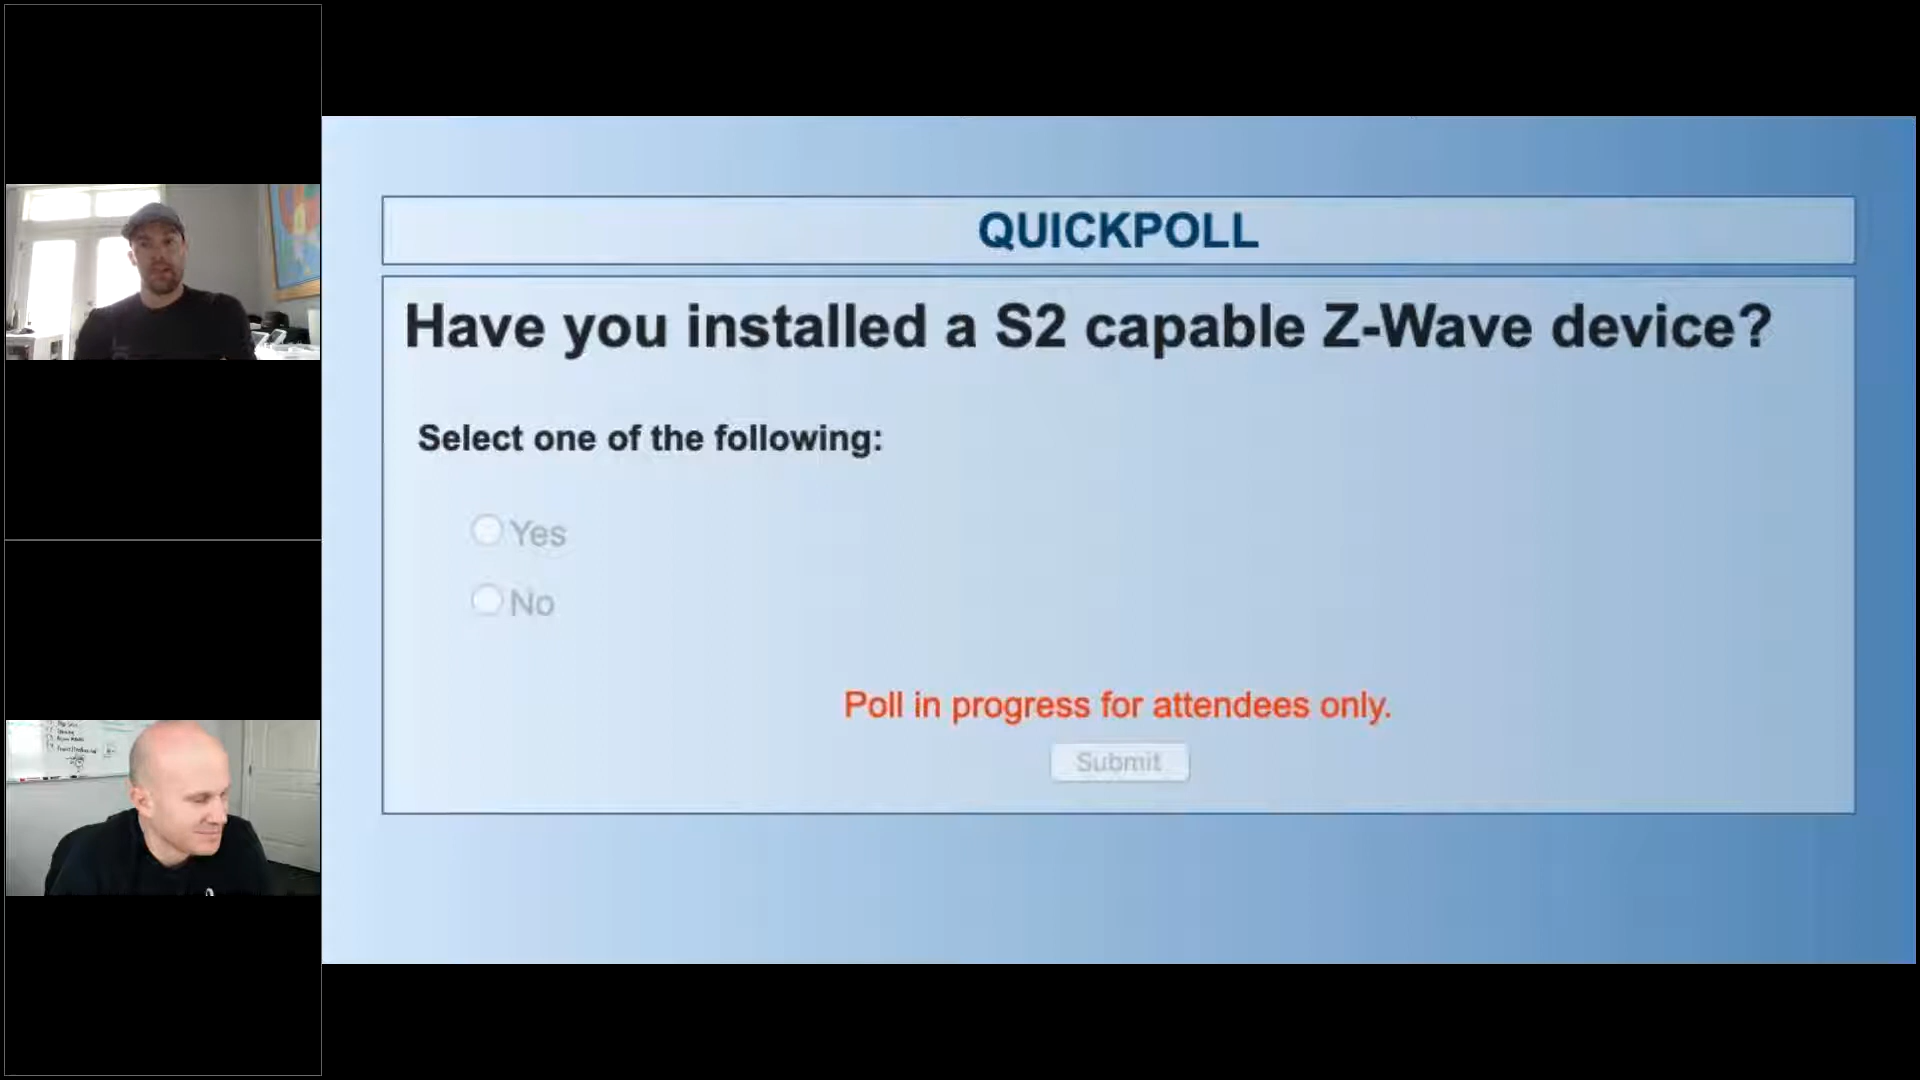 QUICKPOLL
Have you installed a S2 capable Z-Wave device?
Select one of the following:
Yes
No
Poll in progress for attendees only.
Submit